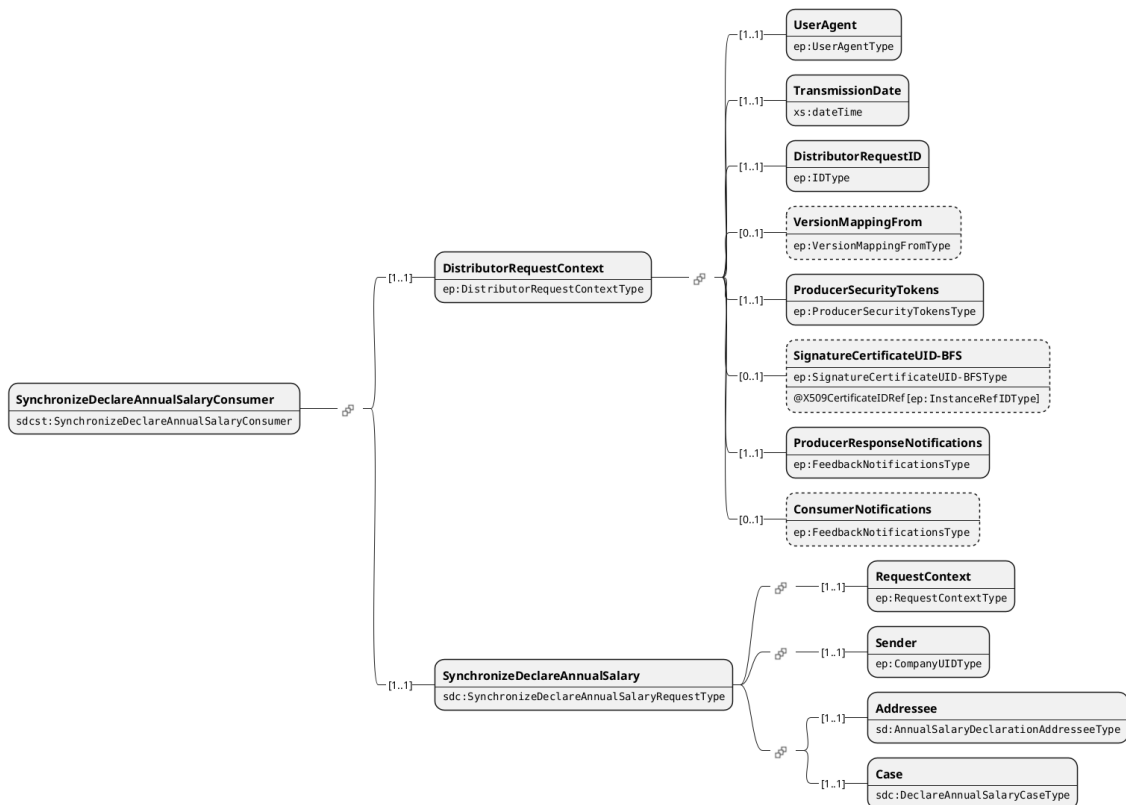 SynchronizeDeclareAnnualSalaryConsumer
sdcst:SynchronizeDeclareAnnualSalaryConsumer
[1..1]
DistributorRequestContext
ep:DistributorRequestContextType
[1..1]
UserAgent
ep:UserAgentType
[1..1]
TransmissionDate
xs:dateTime
[1..1]
DistributorRequestID
ep:IDType
[0..1]
VersionMappingFrom
ep:VersionMappingFromType
[1..1]
ProducerSecurityTokens
ep:ProducerSecurityTokensType
[0..1]
SignatureCertificateUID-BFS
ep:SignatureCertificateUID-BFSType
@X509CertificateIDRef [ep:InstanceRefIDType]
[1..1]
ProducerResponseNotifications
ep:FeedbackNotificationsType
[0..1]
ConsumerNotifications
ep:FeedbackNotificationsType
[1..1]
SynchronizeDeclareAnnualSalary
sdc:SynchronizeDeclareAnnualSalaryRequestType
[1..1]
RequestContext
ep:RequestContextType
[1..1]
Sender
ep:CompanyUIDType
[1..1]
Addressee
sd:AnnualSalaryDeclarationAddresseeType
[1..1]
Case
sdc:DeclareAnnualSalaryCaseType